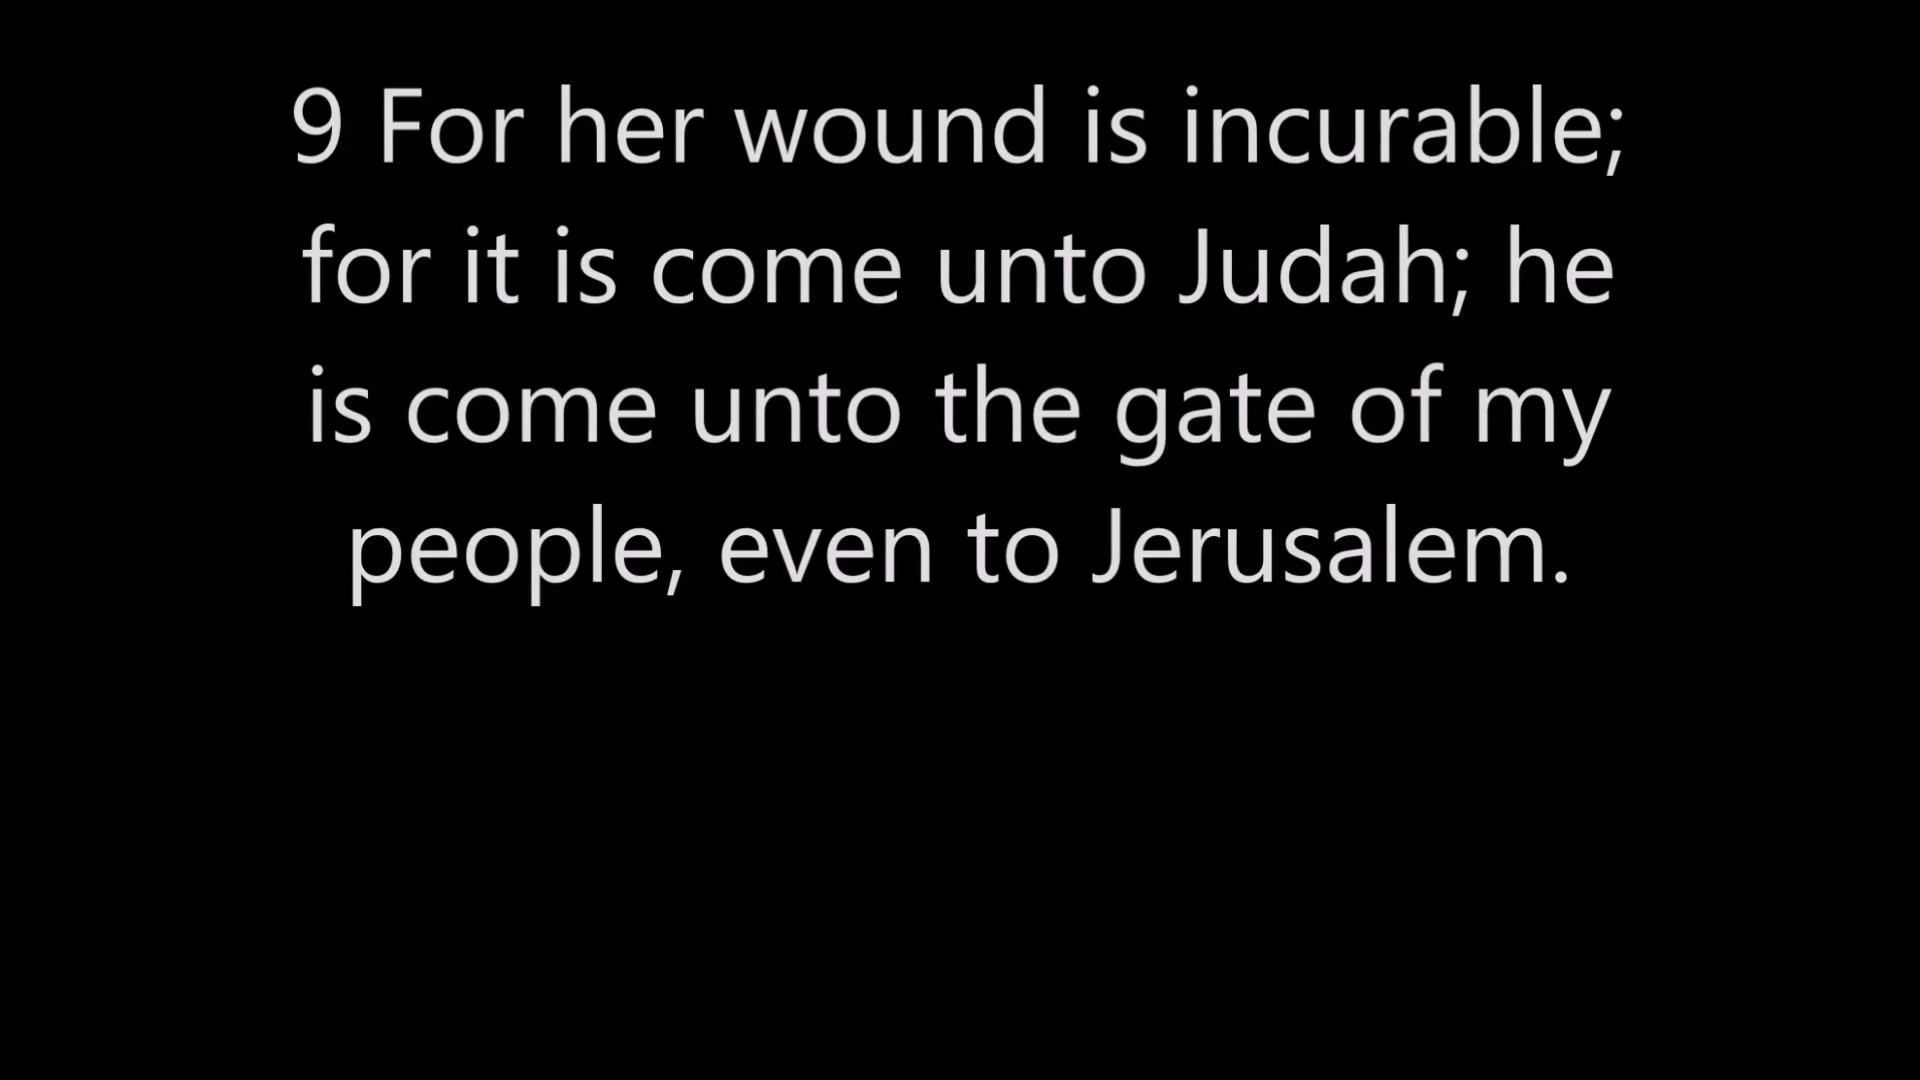 9 For her wound is incurable;
for it is come unto Judah; he
is come unto the gate of my
people, even to Jerusalem.